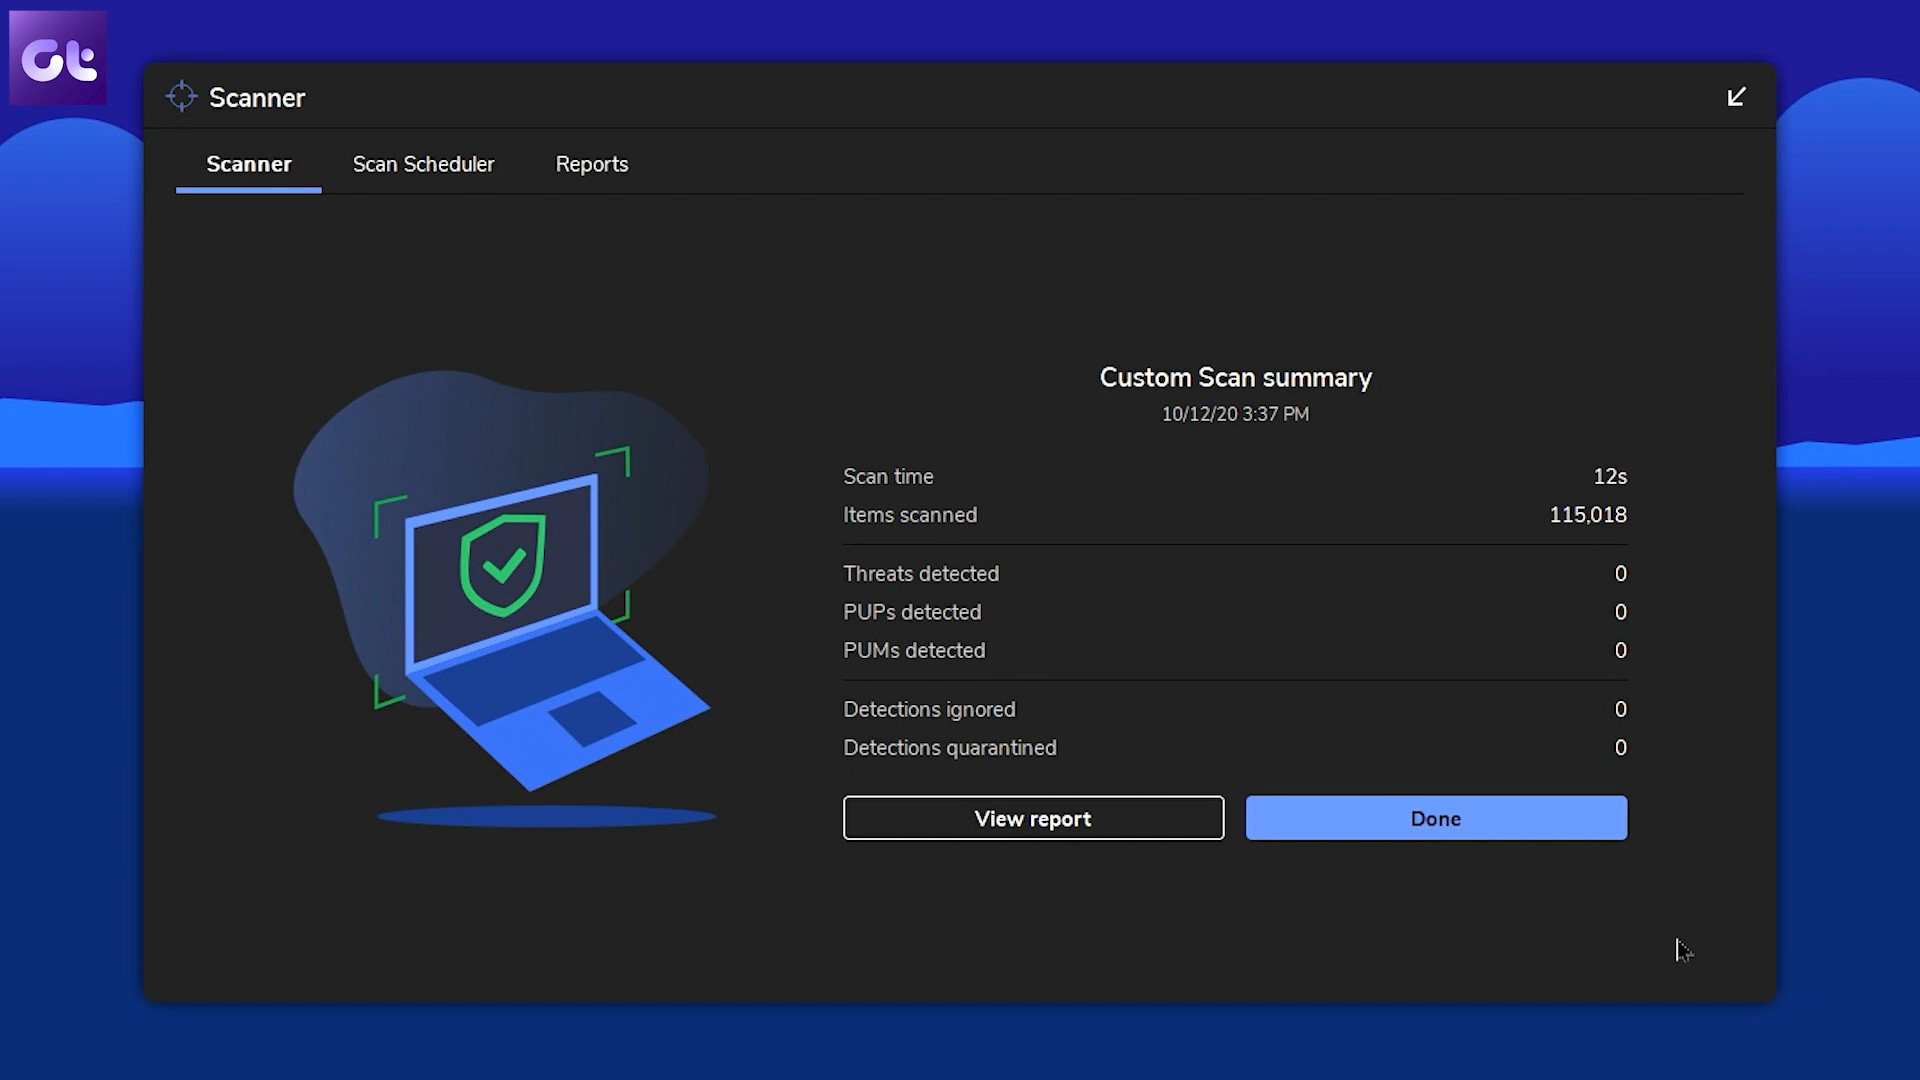 Gt
Scanner
Scanner Scan Scheduler Reports
Custom Scan summary
10/12/20 3:37 PM
Scan time 12s
Items scanned 115,018
Threats detected 0
PUPs detected 0
PUMs detected 0
Detections ignored 0
Detections quarantined 0
View report Done